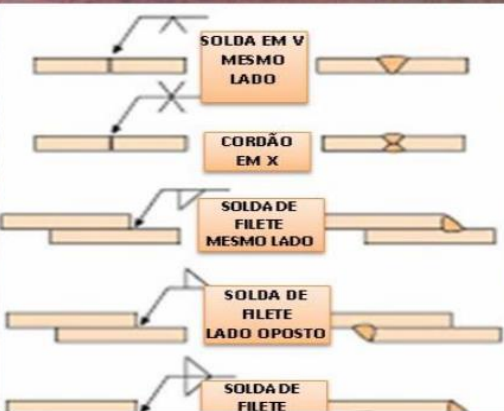 SOLDA EM V
MESMO
LADO
CORDÃO
EM X
SOLDA DE
FILETE
MESMO LADO
SOLDA DE
FILETE
LADO OPOSTO
SOLDA DE
FILETE